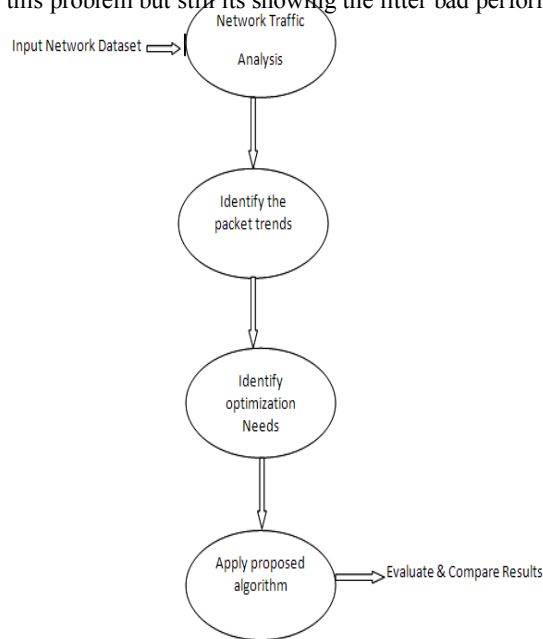 this problem but still its showing the litter bad perform
Network Traffic
Input Network Dataset
Analysis
Identify the
packet trends
Identify
optimization
Needs
Apply proposed
algorithm
Evaluate & Compare Results